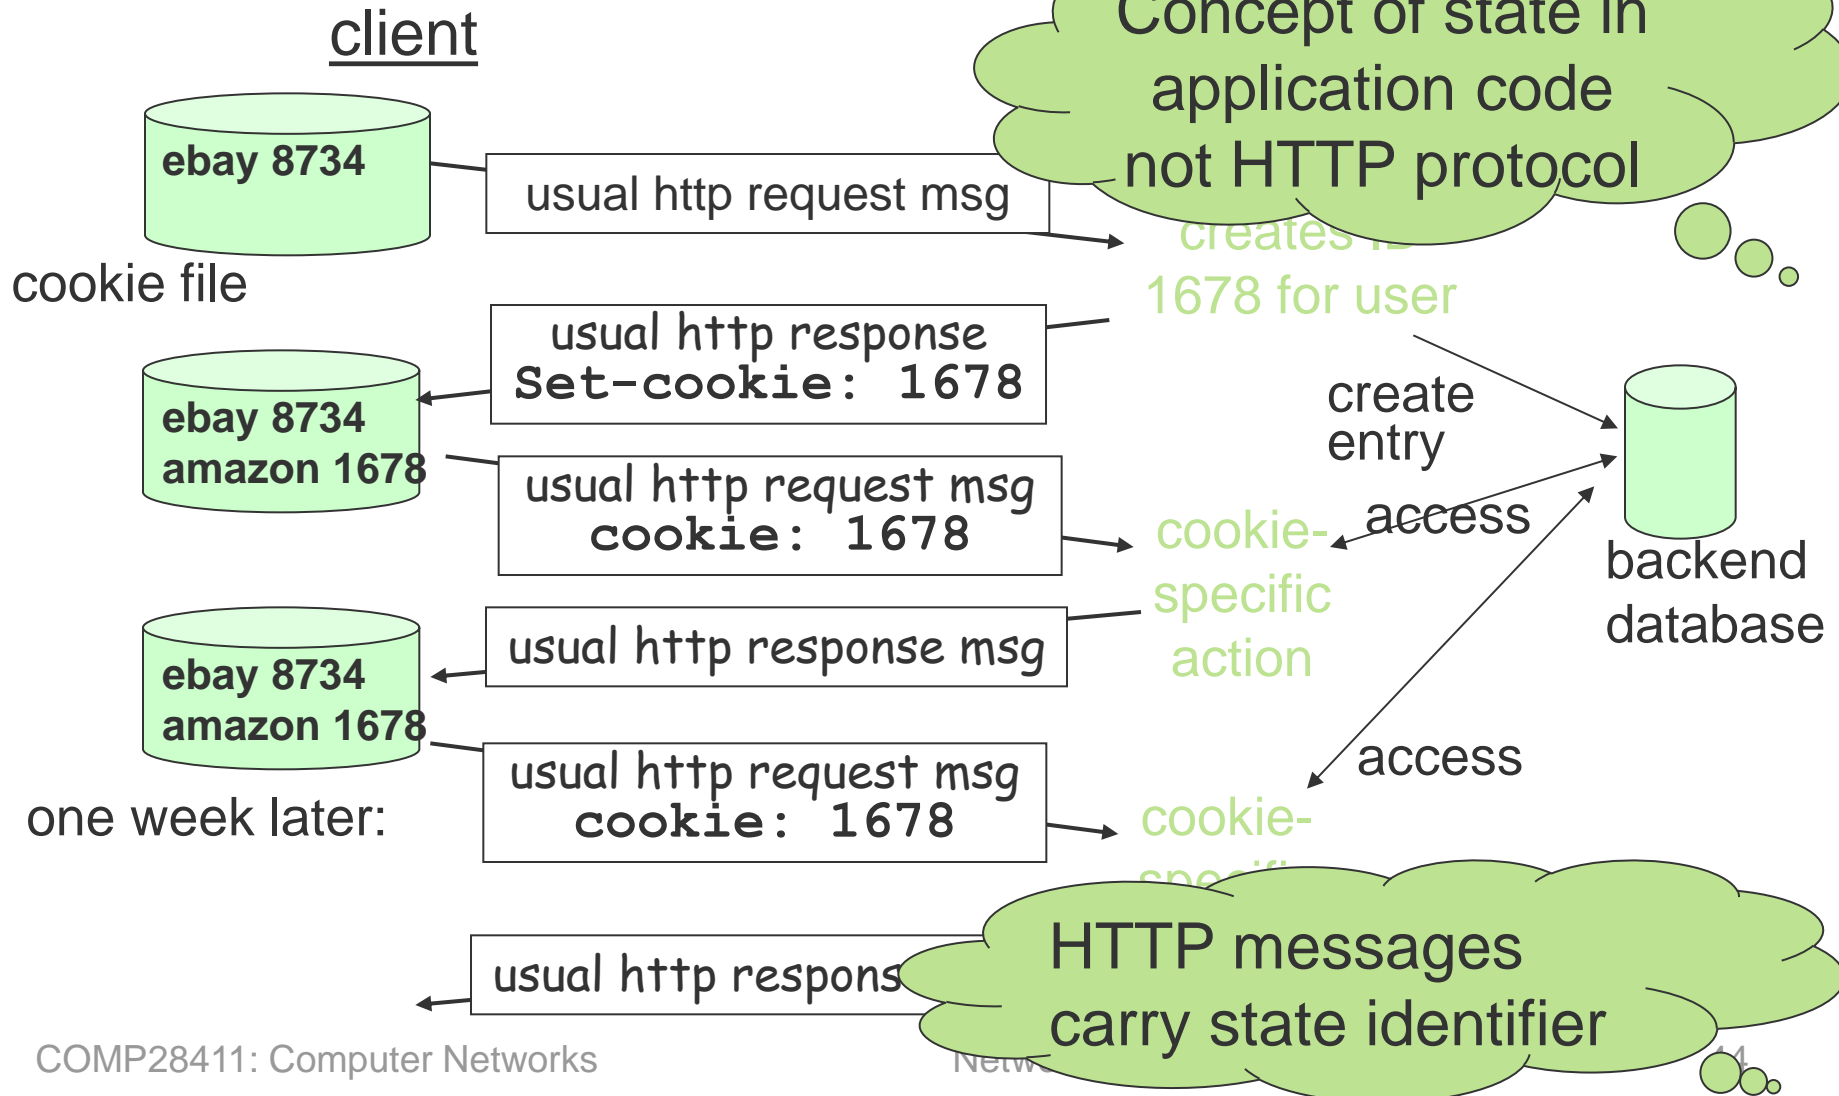 client
Concept of state in
application code
not HTTP protocol
ebay 8734
usual http request msg
creates ID
1678 for user
cookie file
usual http response
Set-cookie: 1678
create
entry
ebay 8734
amazon 1678
usual http request msg
cookie: 1678
access
cookie-
specific
action
backend
database
usual http response msg
ebay 8734
amazon 1678
access
usual http request msg
cookie: 1678
one week later:
cookie-
HTTP messages
carry state identifier
usual http respons
COMP28411: Computer Networks